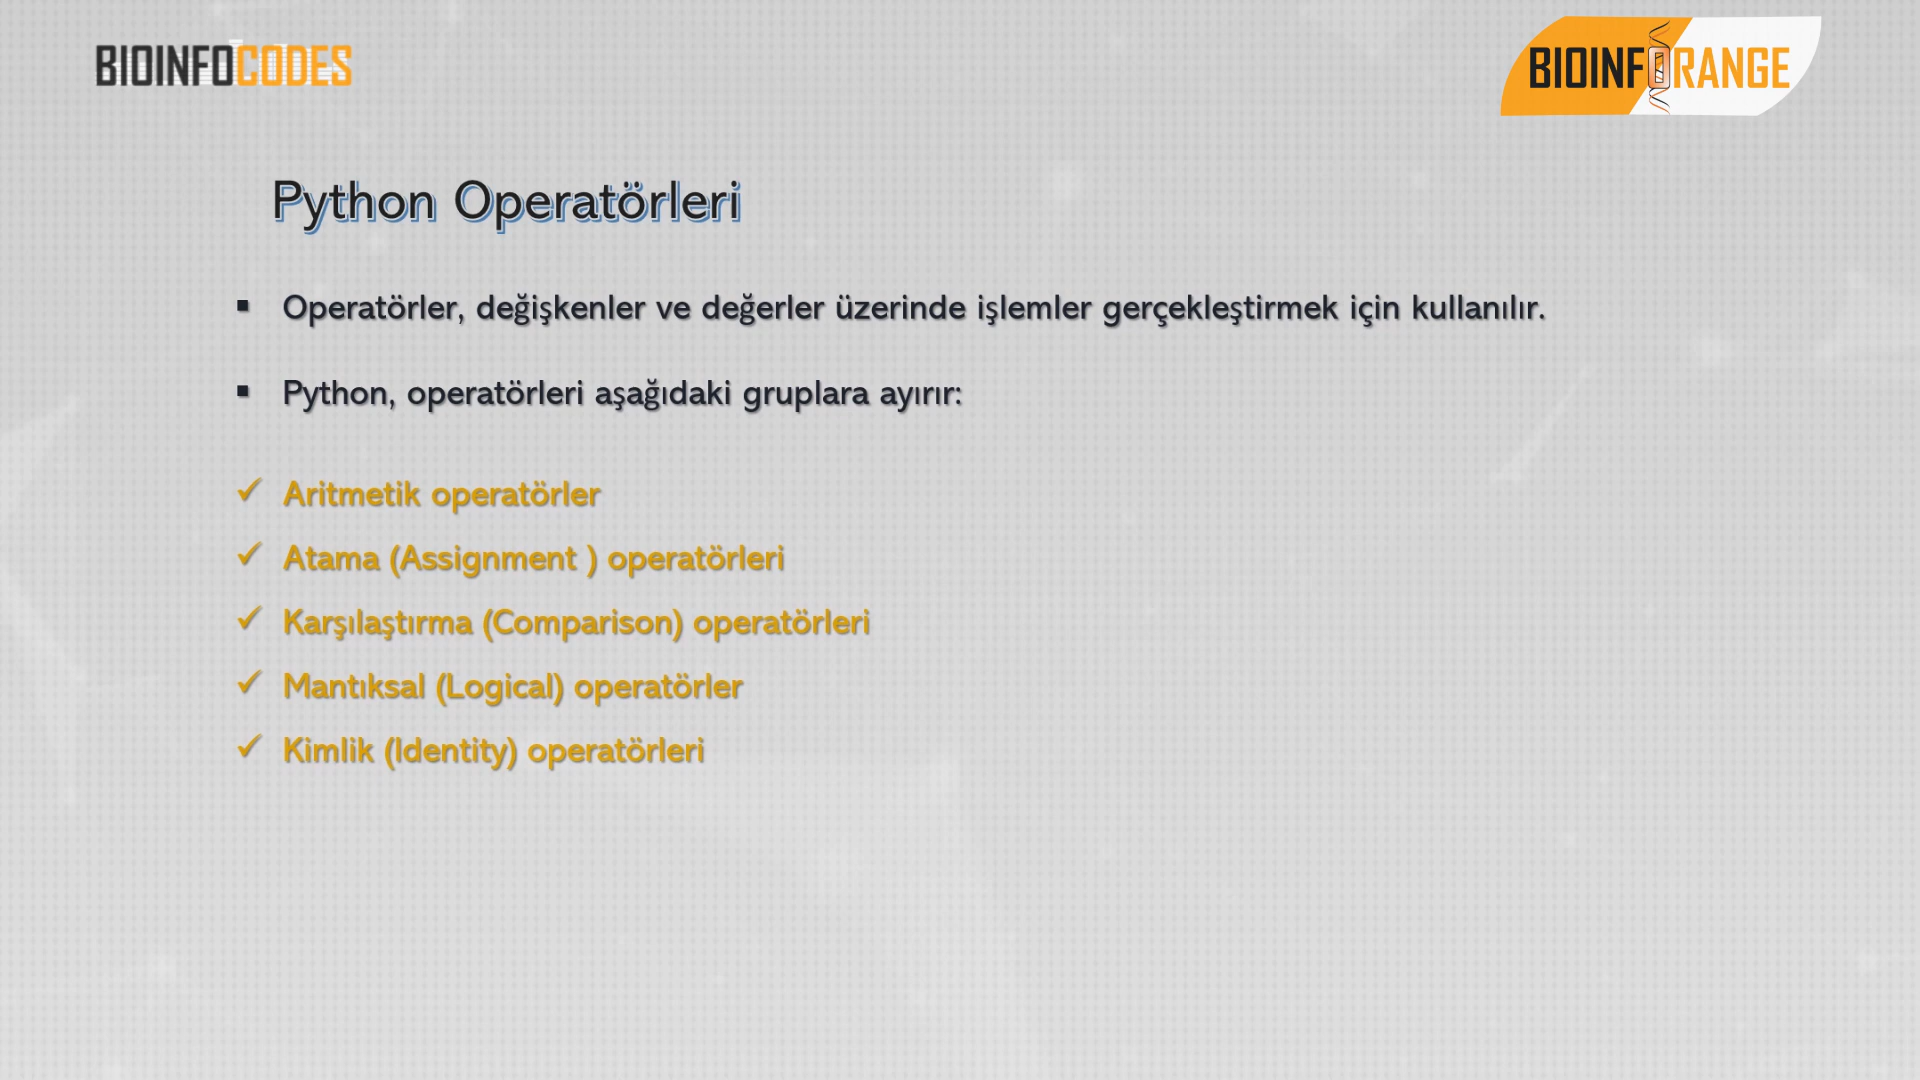 BIOINFOCODES
BIOINFORANGE
Python Operatörleri
▪ Operatörler, değişkenler ve değerler üzerinde işlemler gerçekleştirmek için kullanılır.
▪ Python, operatörleri aşağıdaki gruplara ayırır:
✓ Aritmetik operatörler
✓ Atama (Assignment ) operatörleri
✓ Karşılaştırma (Comparison) operatörleri
✓ Mantıksal (Logical) operatörler
✓ Kimlik (Identity) operatörleri